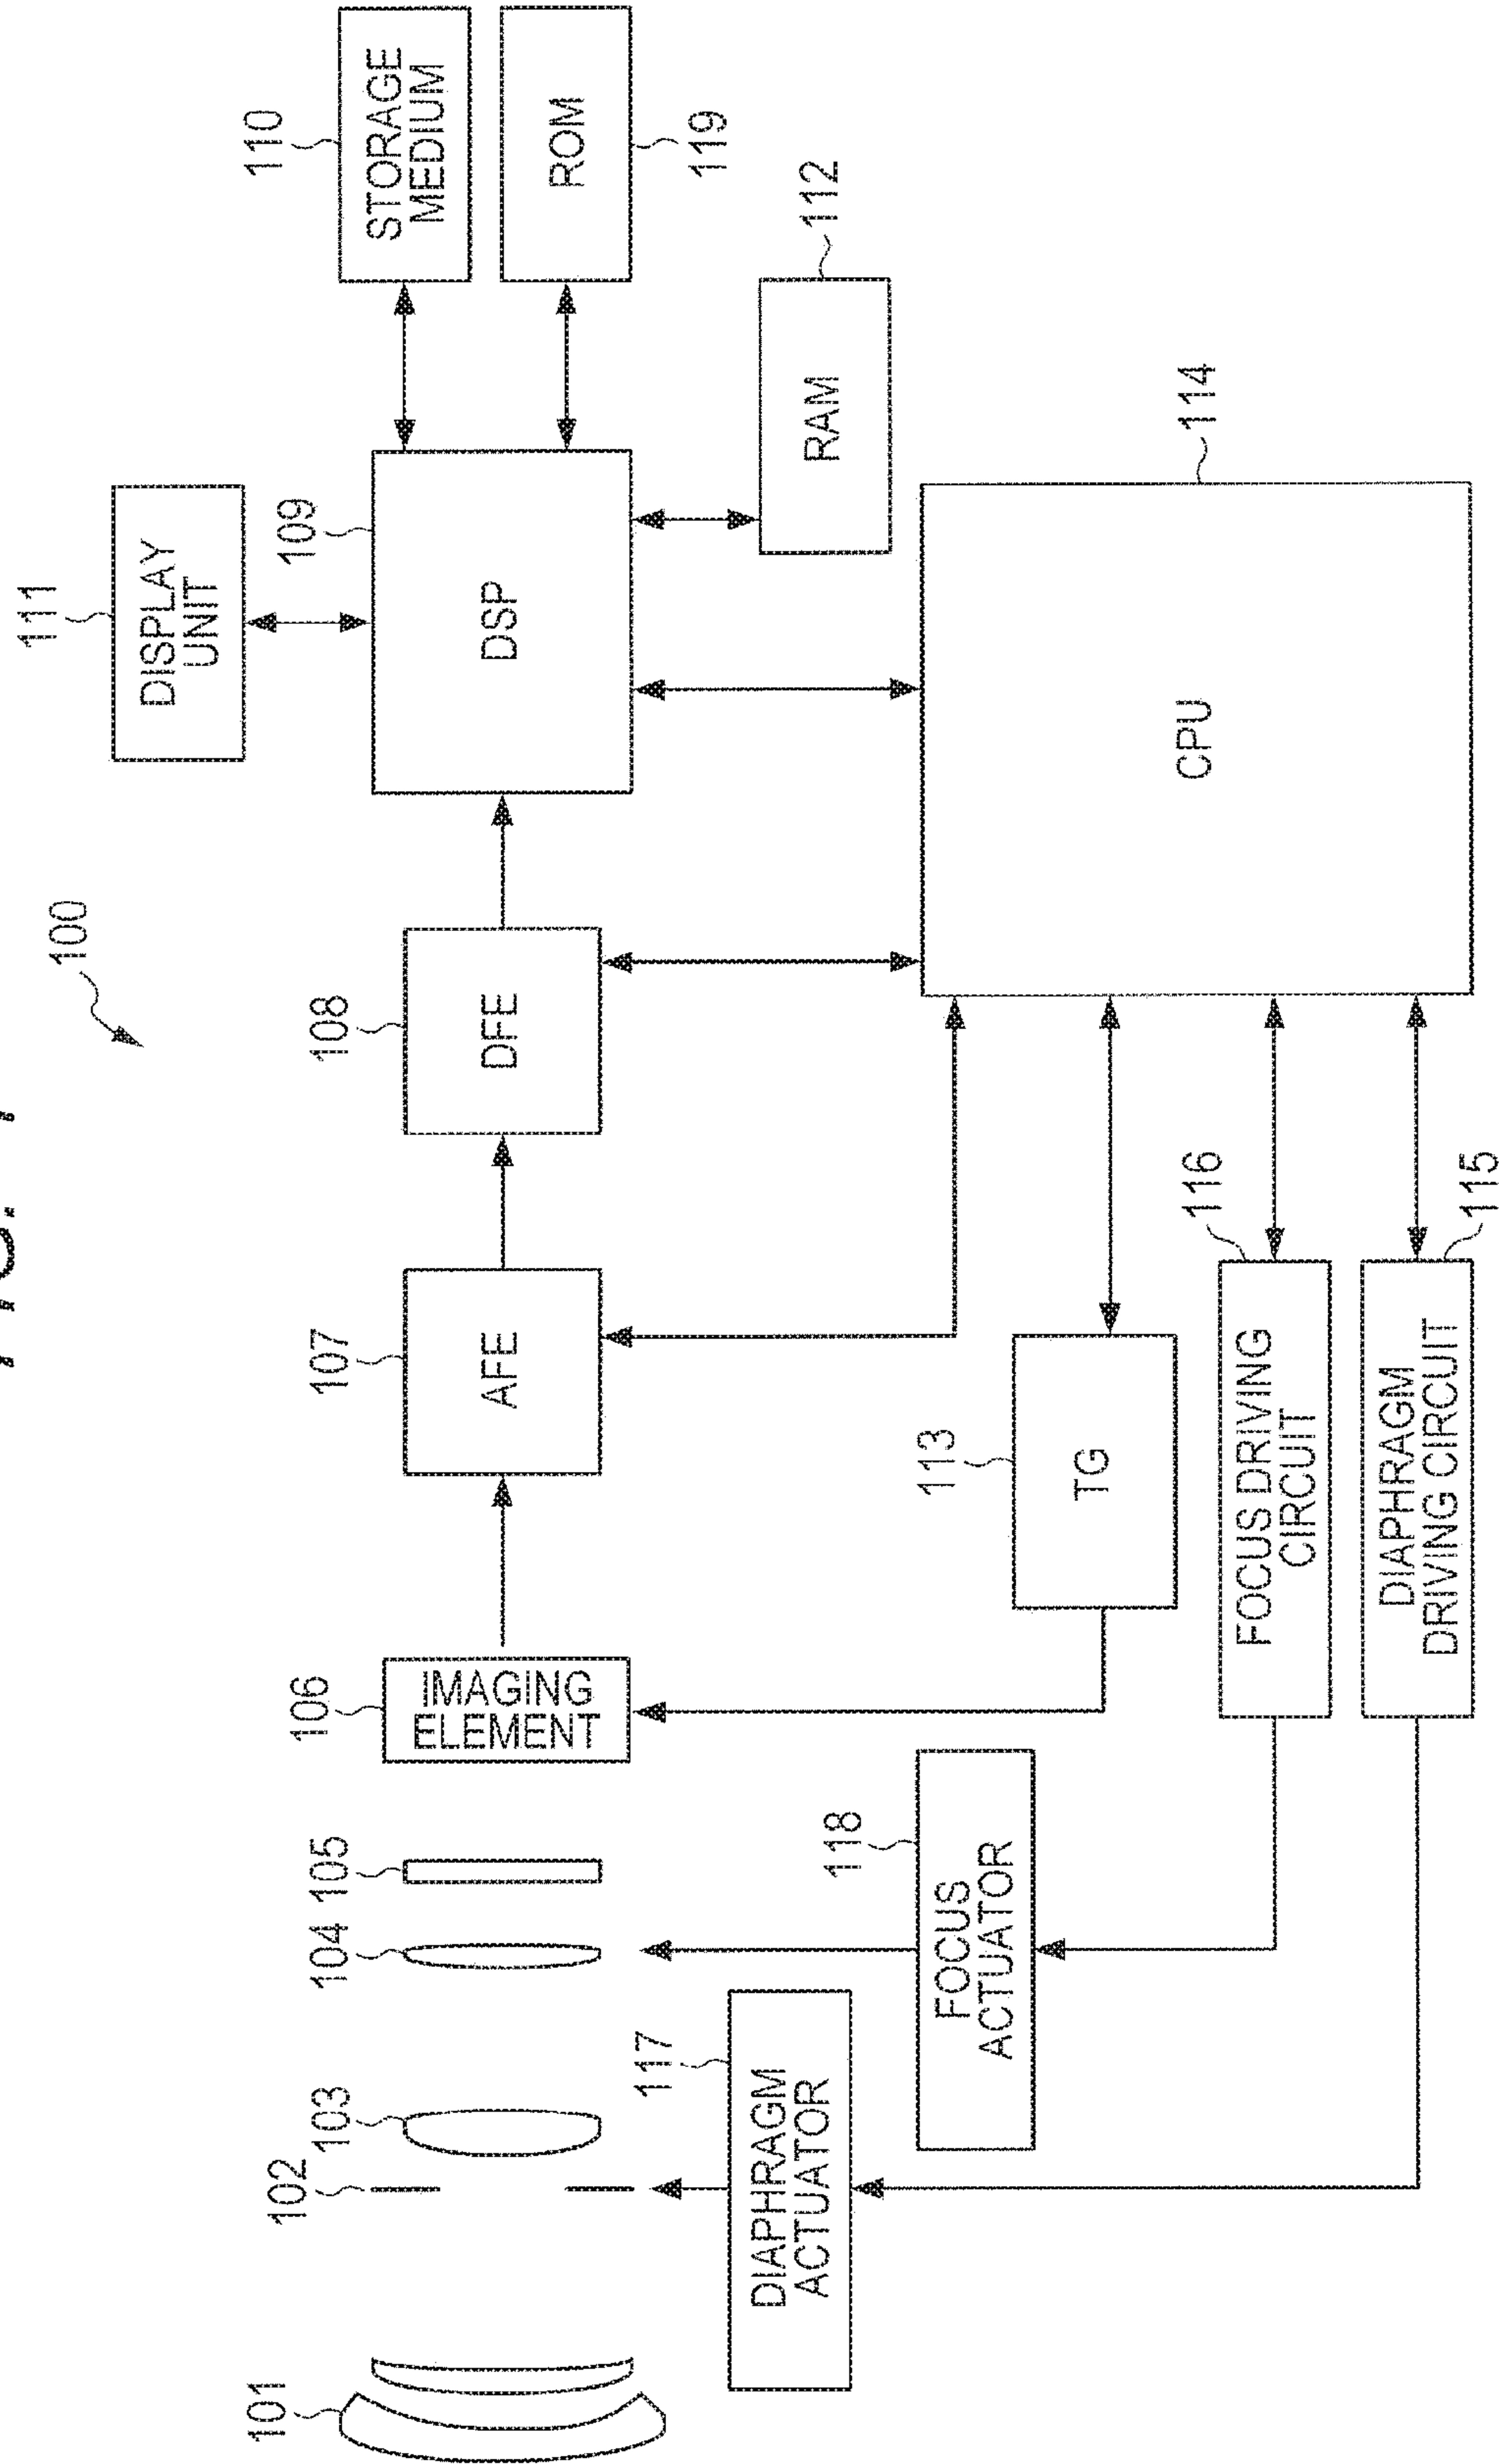 FIG. 1
100
111
DISPLAY
UNIT
101
102
103
104
105
106
107
108
109
110
IMAGING
ELEMENT
AFE
DFE
DSP
STORAGE
MEDIUM
ROM
119
117
DIAPHRAGM
ACTUATOR
118
FOCUS
ACTUATOR
113
TG
RAM
112
114
CPU
116
FOCUS DRIVING
CIRCUIT
DIAPHRAGM
DRIVING CIRCUIT
115